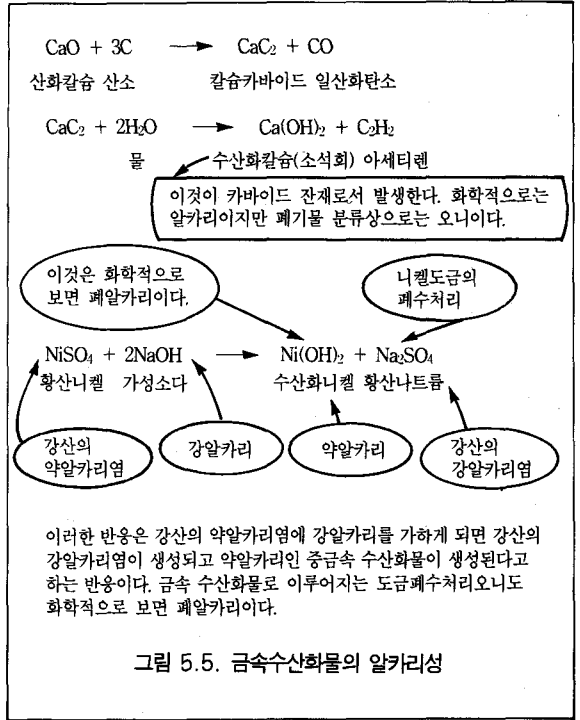 CaO + 3C → CaC₂ + CO
산화칼슘 산소 칼슘카바이드 일산화탄소
CaC₂ + 2H₂O → Ca(OH)₂ + C₂H₂
물 수산화칼슘(소석회) 아세티렌
이것이 카바이드 잔재로서 발생한다. 화학적으로는
알카리이지만 폐기물 분류상으로는 오니이다.
이것은 화학적으로
보면 폐알카리이다.
니켈도금의
폐수처리
NiSO₄ + 2NaOH → Ni(OH)₂ + Na₂SO₄
황산니켈 가성소다 수산화니켈 황산나트륨
강산의
약알카리염
강알카리
약알카리
강산의
강알카리염
이러한 반응은 강산의 약알카리염에 강알카리를 가하게 되면 강산의
강알카리염이 생성되고 약알카리인 중금속 수산화물이 생성된다고
하는 반응이다. 금속 수산화물로 이루어지는 도금폐수처리오니도
화학적으로 보면 폐알카리이다.
그림 5.5. 금속수산화물의 알카리성